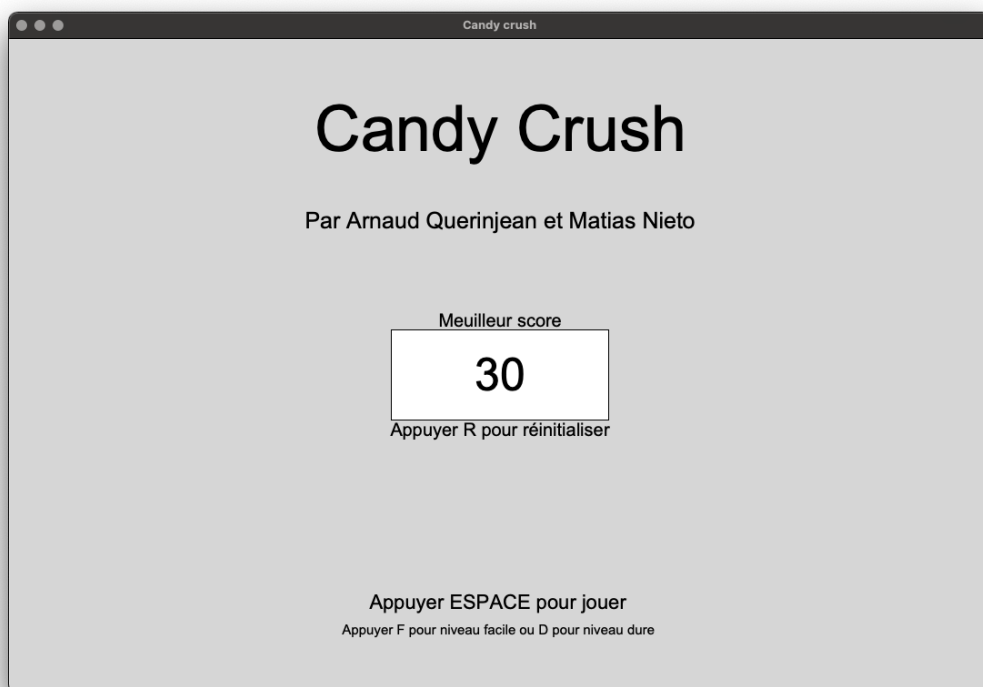 Candy crush
Candy Crush
Par Arnaud Querinjean et Matias Nieto
Meuilleur score
30
Appuyer R pour réinitialiser
Appuyer ESPACE pour jouer
Appuyer F pour niveau facile ou D pour niveau dure